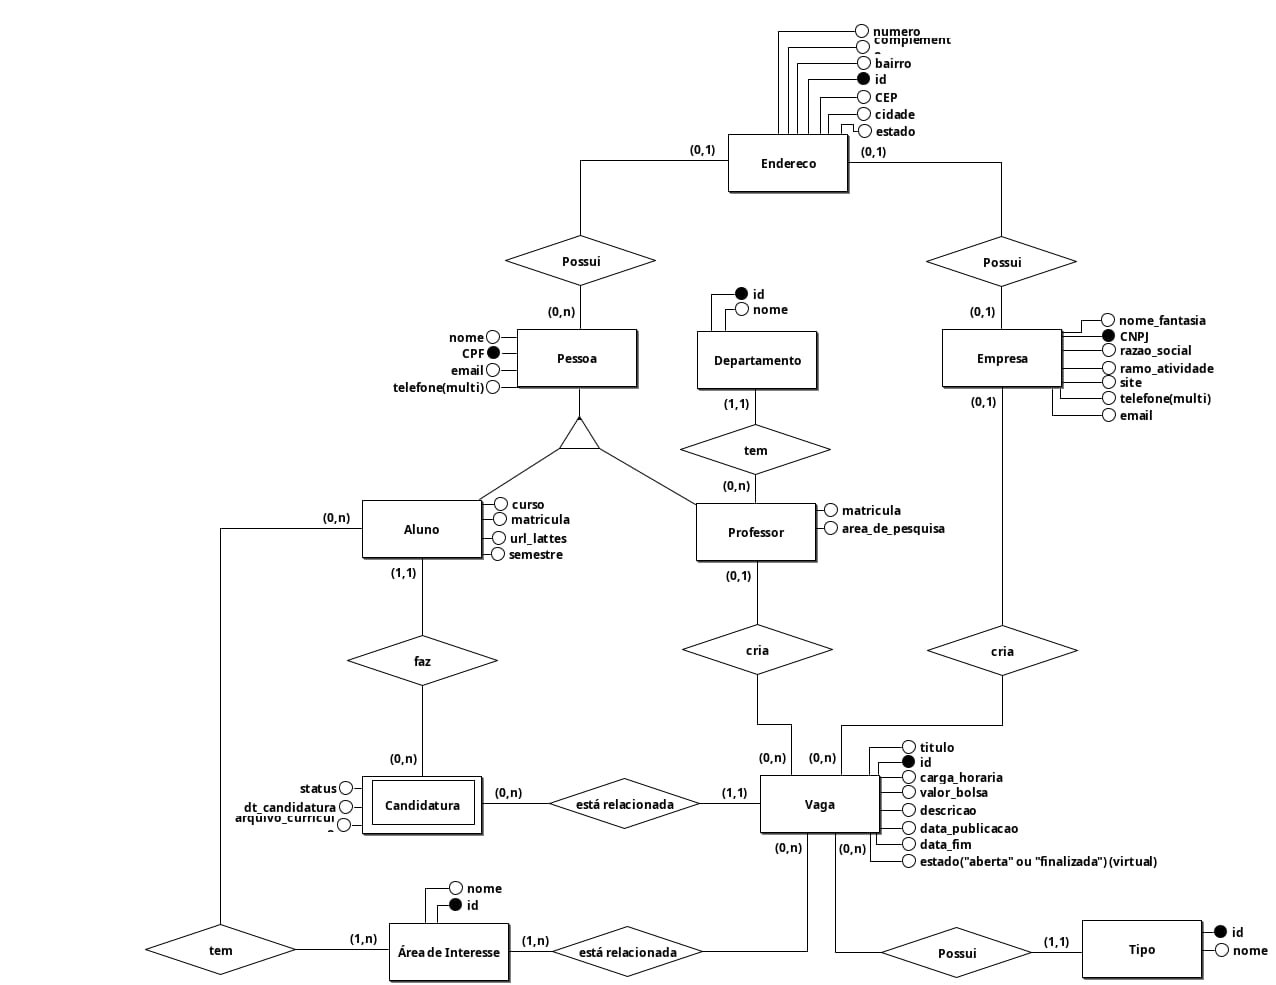 numero
complement
bairro
id
CEP
cidade
estado
(0,1)
Endereco
(0,1)
Possui
Possui
(0,n)
(0,1)
id
nome
nome
CPF
email
telefone(multi)
Pessoa
Departamento
Empresa
nome_fantasia
CNPJ
razao_social
ramo_atividade
site
telefone(multi)
email
(1,1)
(0,1)
tem
(0,n)
(0,n)
Aluno
curso
matricula
url_lattes
semestre
Professor
matricula
area_de_pesquisa
(1,1)
(0,1)
faz
cria
cria
(0,n)
(0,n)
(0,n)
status
dt_candidatura
arquivo_curricul
o
Candidatura
(0,n)
está relacionada
(1,1)
Vaga
titulo
id
carga_horaria
valor_bolsa
descricao
data_publicacao
data_fim
estado("aberta" ou "finalizada")(virtual)
(0,n)
(0,n)
nome
id
tem
(1,n)
Área de Interesse
(1,n)
está relacionada
Possui
(1,1)
Tipo
id
nome